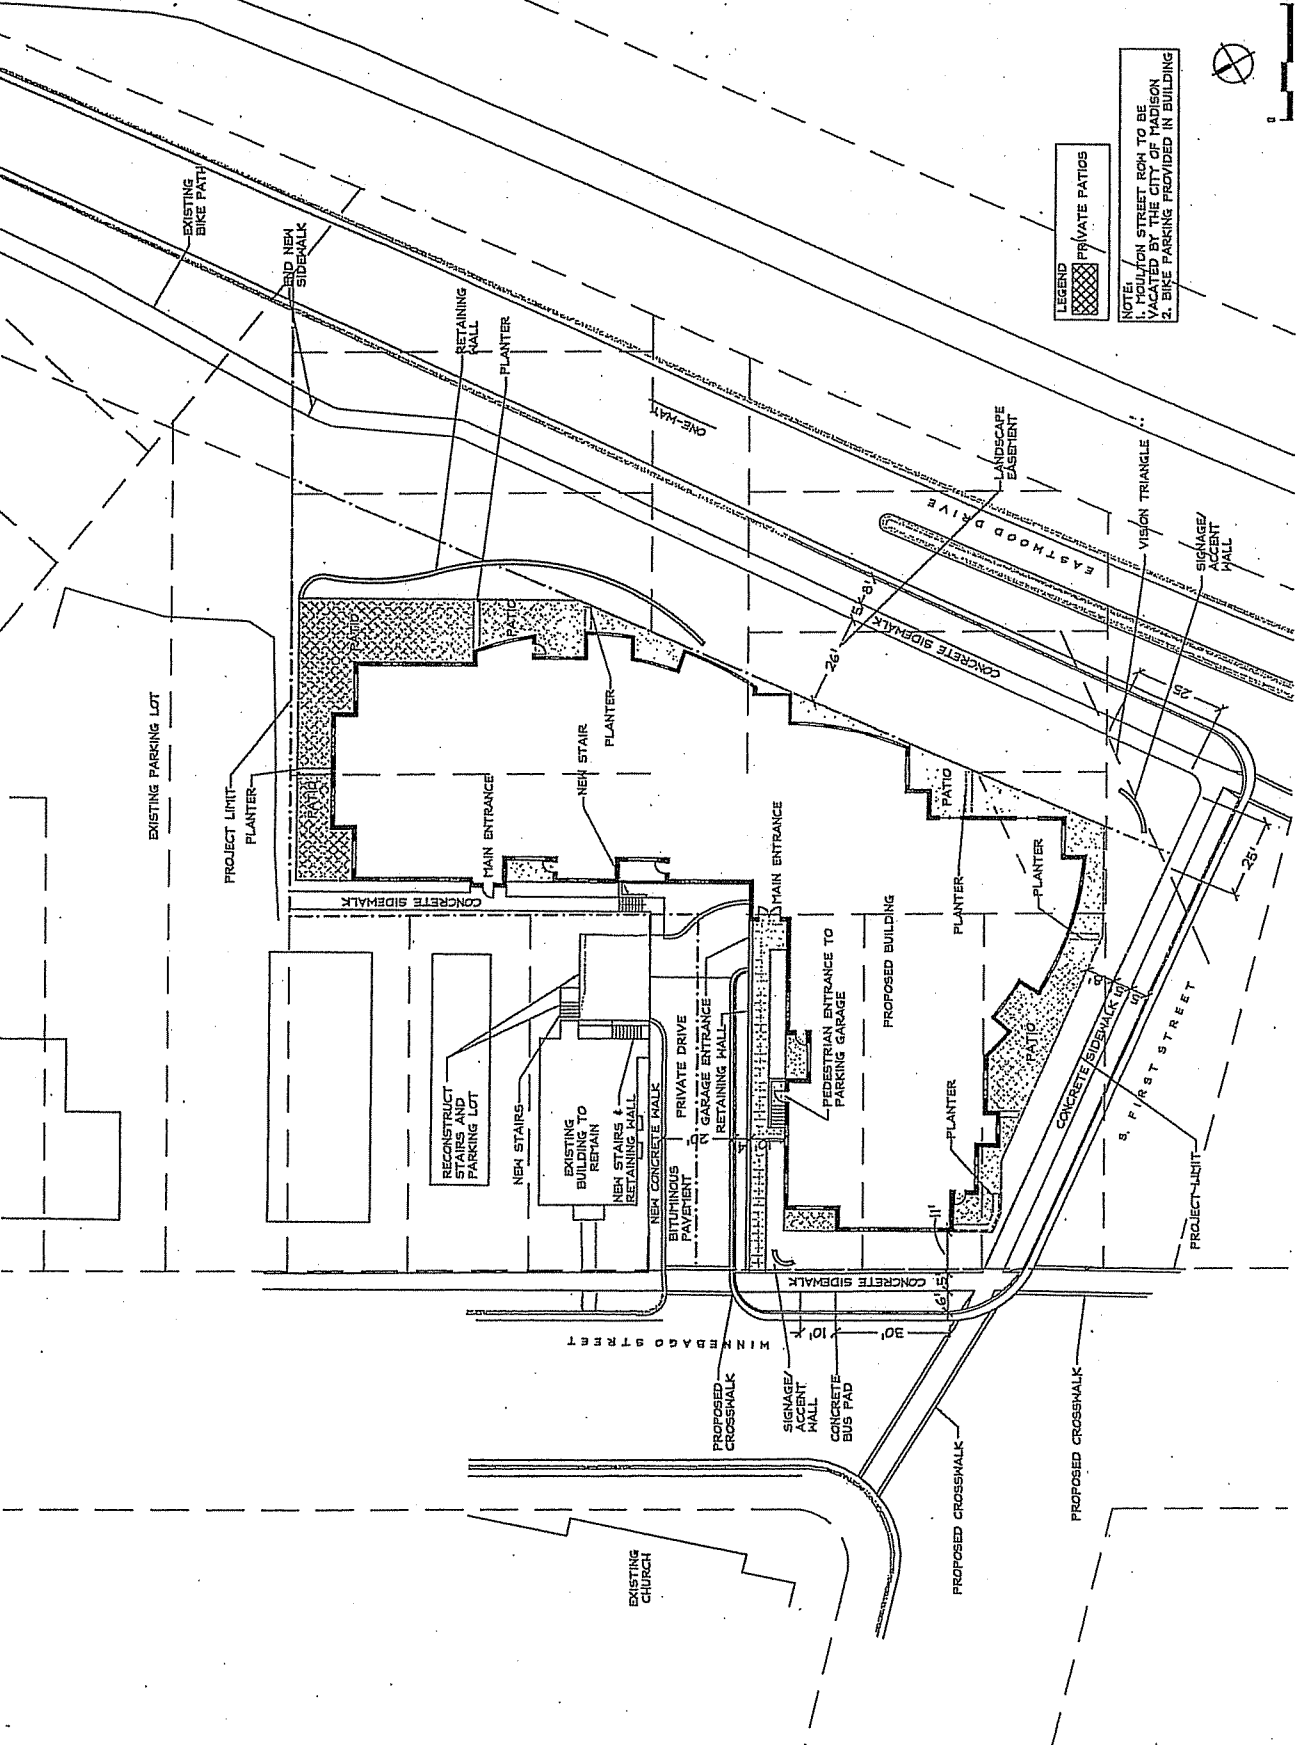 EXISTING
BIKE PATH
END NEW
SIDEWALK
RETAINING
WALL
PLANTER
ONE-WAY
LANDSCAPE
EASEMENT
EASTWOOD DRIVE
VISION TRIANGLE
SIGNAGE/
ACCENT
WALL
LEGEND
PRIVATE PATIOS
NOTE:
1. MOULTON STREET ROW TO BE
VACATED BY THE CITY OF MADISON
2. BIKE PARKING PROVIDED IN BUILDING
0
EXISTING PARKING LOT
PROJECT LIMIT
PLANTER
PATIO
PATIO
PATIO
PLANTER
NEW STAIR
MAIN ENTRANCE
CONCRETE SIDEWALK
MAIN ENTRANCE
26'
5'
8'
CONCRETE SIDEWALK
25'
25'
PATIO
PLANTER
PLANTER
PROPOSED BUILDING
PEDESTRIAN ENTRANCE TO
PARKING GARAGE
GARAGE ENTRANCE
RETAINING WALL
PRIVATE DRIVE
20'
4'
BITUMINOUS
PAVEMENT
NEW CONCRETE WALK
NEW STAIRS &
RETAINING WALL
EXISTING
BUILDING TO
REMAIN
NEW STAIRS
RECONSTRUCT
STAIRS AND
PARKING LOT
PATIO
PLANTER
8'
5'
5'
CONCRETE SIDEWALK
S. FIRST STREET
PROJECT LIMIT
11'
5'
6'
CONCRETE SIDEWALK
10'
30'
WINNEBAGO STREET
PROPOSED
CROSSWALK
SIGNAGE/
ACCENT
WALL
CONCRETE
BUS PAD
PROPOSED CROSSWALK
PROPOSED CROSSWALK
EXISTING
CHURCH